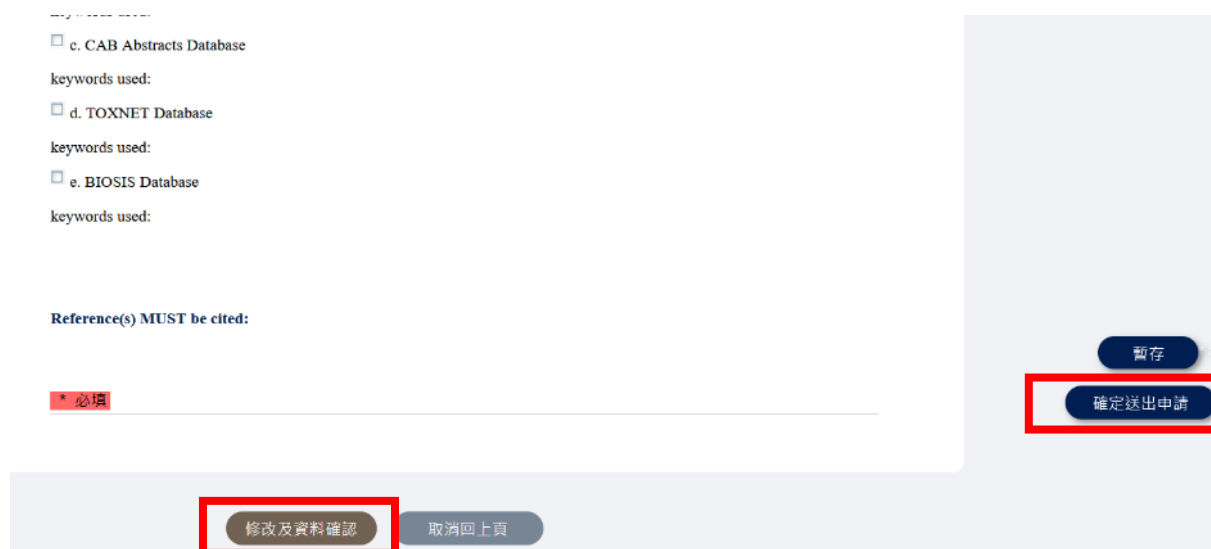 c. CAB Abstracts Database
keywords used:
d. TOXNET Database
keywords used:
e. BIOSIS Database
keywords used:
Reference(s) MUST be cited:
暫存
* 必填
確定送出申請
修改及資料確認
取消回上頁